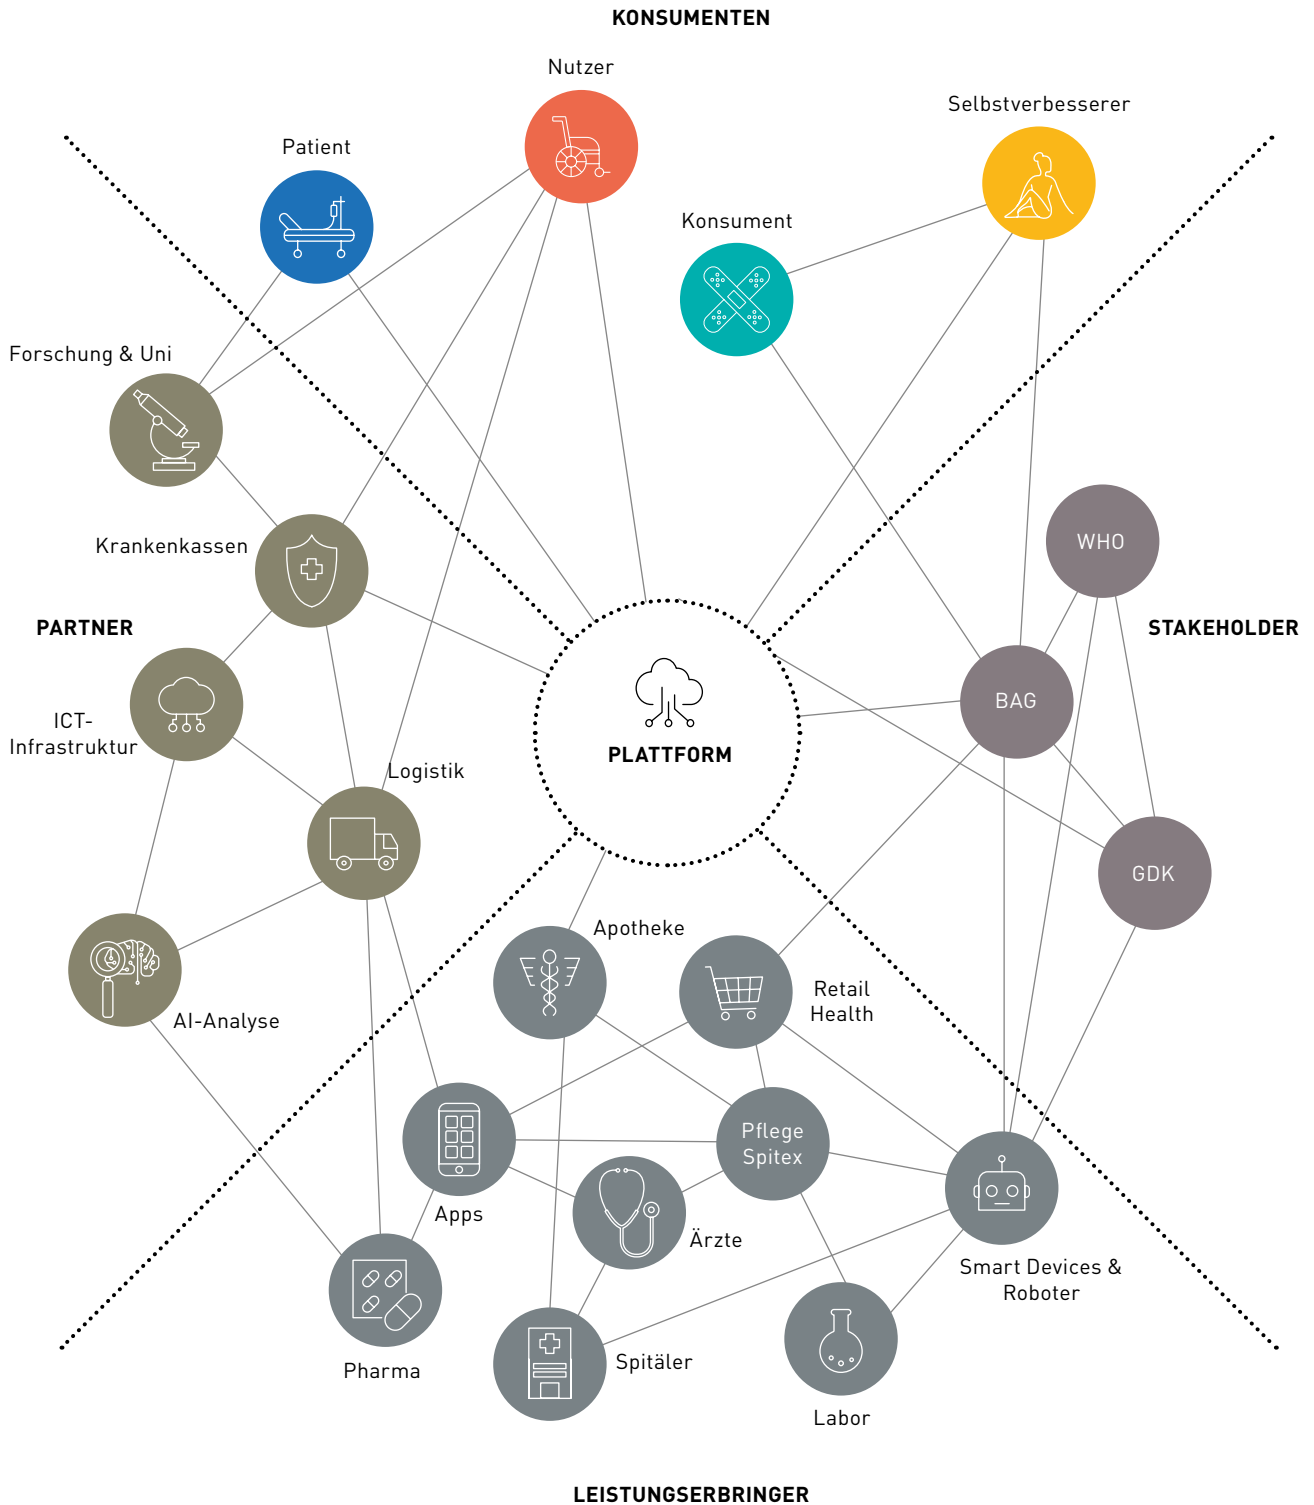 KONSUMENTEN
Nutzer
Selbstverbesserer
Patient
Konsument
Forschung & Uni
WHO
Krankenkassen
PARTNER
STAKEHOLDER
BAG
ICT-
Infrastruktur
PLATTFORM
Logistik
GDK
Apotheke
Retail
Health
AI-Analyse
Pflege
Spitex
Apps
Ärzte
Smart Devices &
Roboter
Pharma
Spitäler
Labor
LEISTUNGSERBRINGER